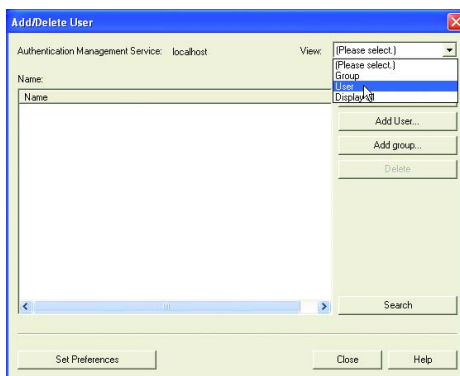 Add/Delete User
Authentication Management Service: localhost View: (Please select.)
(Please select.)
Group
User
Display
Name:
Name
Add User...
Add group...
Delete
Search
Set Preferences Close Help